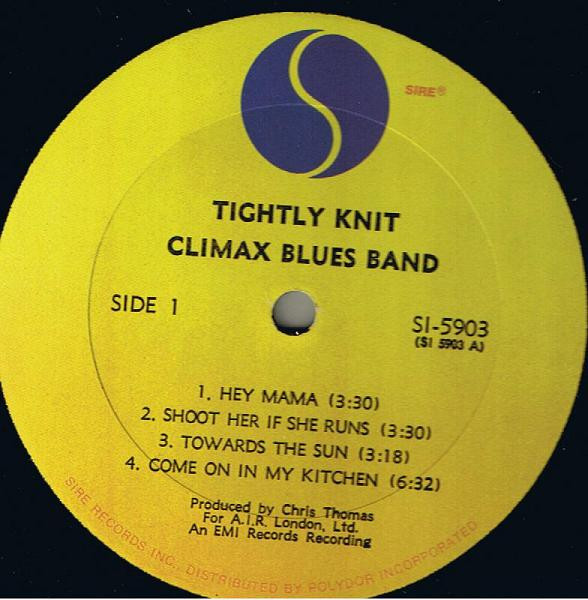 SIRE®
TIGHTLY KNIT
CLIMAX BLUES BAND
SIDE 1
SI-5903
(SI 5903 A)
1. HEY MAMA (3:30)
2. SHOOT HER IF SHE RUNS (3:30)
3. TOWARDS THE SUN (3:18)
4. COME ON IN MY KITCHEN (6:32)
Produced by Chris Thomas
For A.I.R. London, Ltd.
An EMI Records Recording
SIRE RECORDS INC., DISTRIBUTED BY POLYDOR INCORPORATED